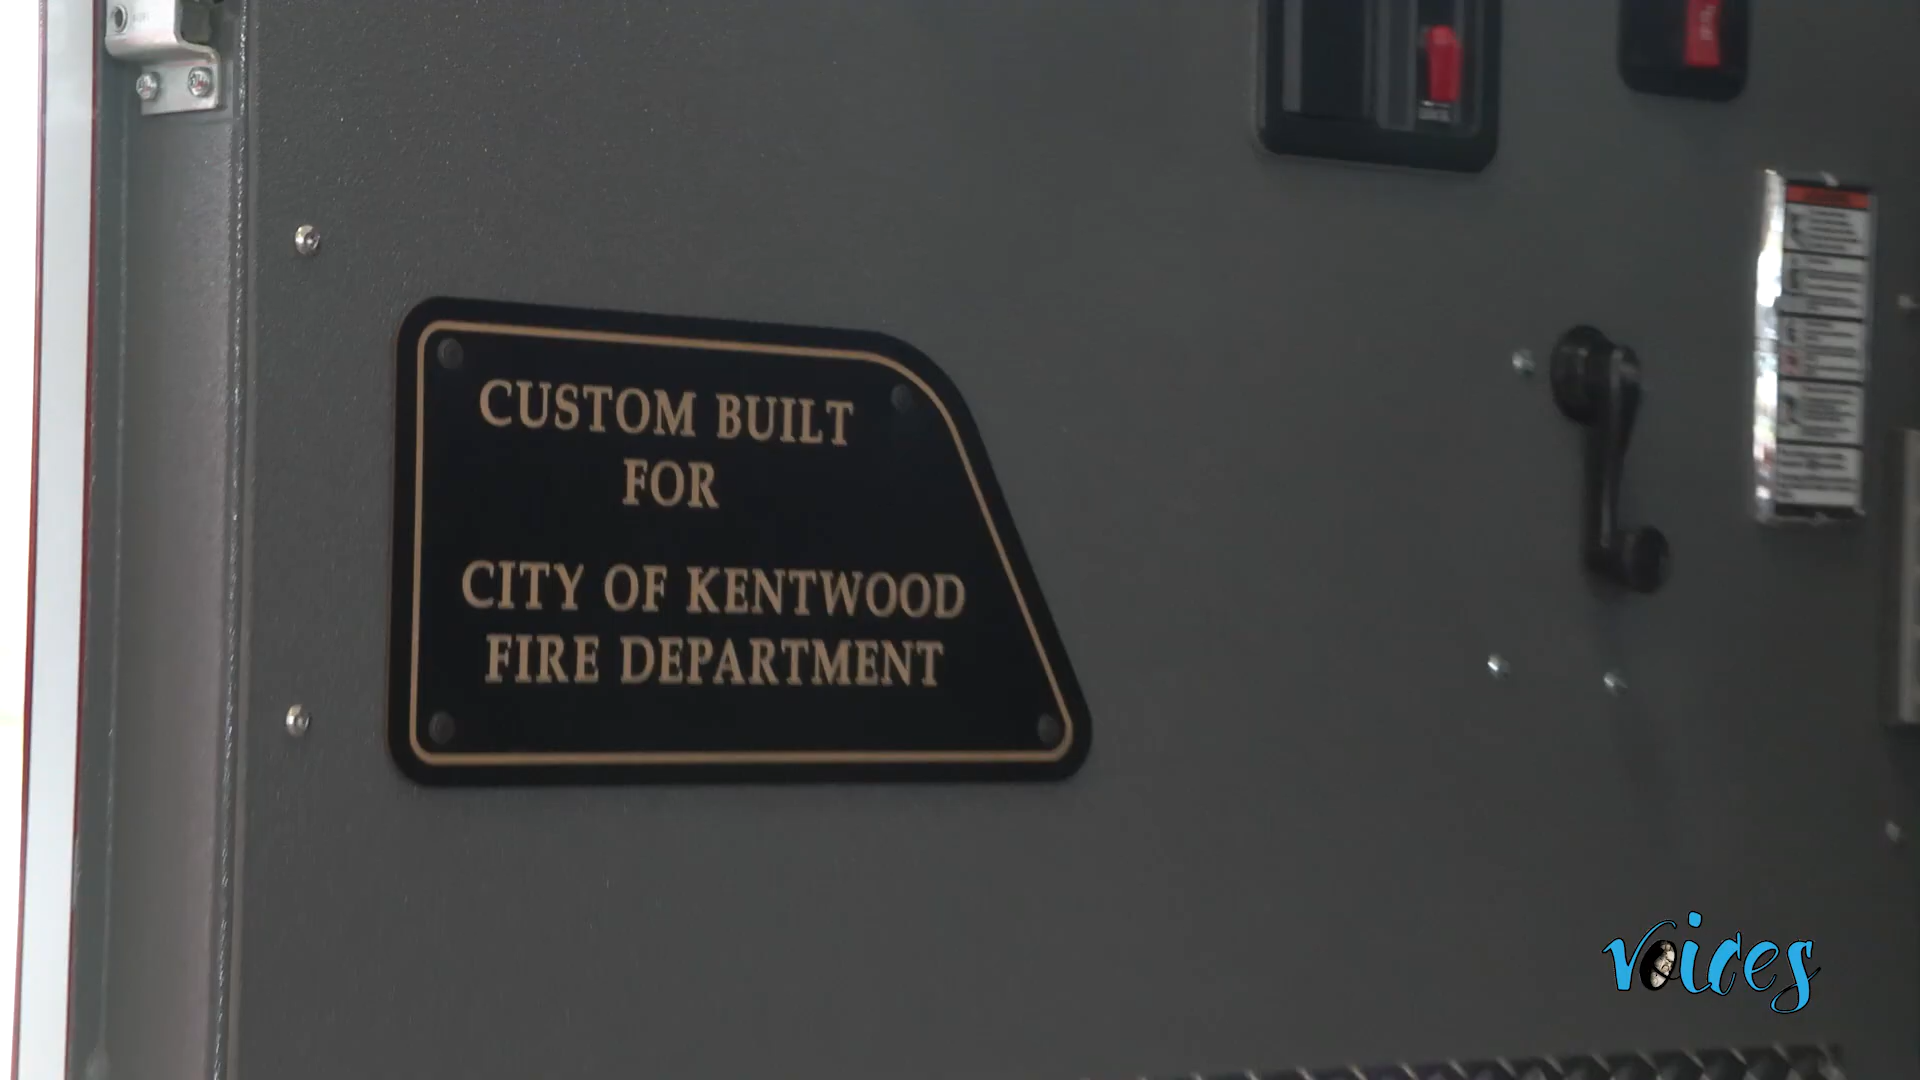 CUSTOM BUILT
FOR
CITY OF KENTWOOD
FIRE DEPARTMENT
voices